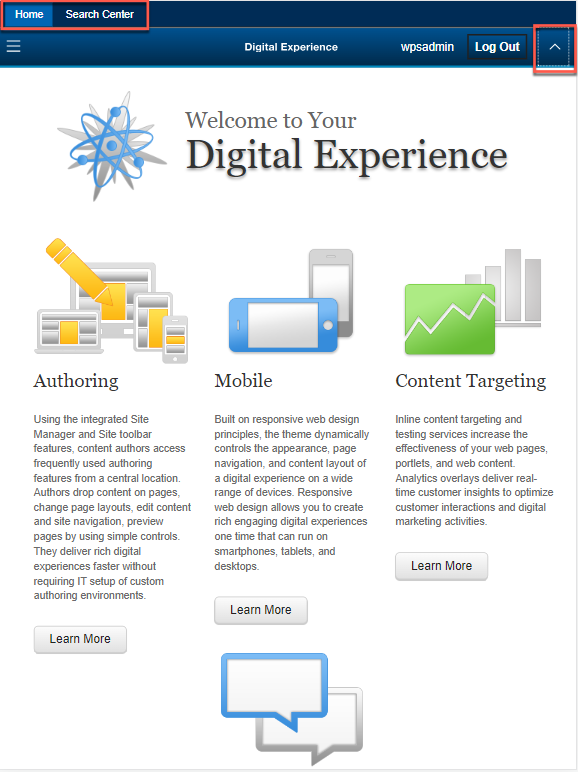 Home Search Center
Digital Experience wpsadmin Log Out
Welcome to Your
Digital Experience
Authoring
Using the integrated Site
Manager and Site toolbar
features, content authors access
frequently used authoring
features from a central location.
Authors drop content on pages,
change page layouts, edit content
and site navigation, preview
pages by using simple controls.
They deliver rich digital
experiences faster without
requiring IT setup of custom
authoring environments.
Learn More
Mobile
Built on responsive web design
principles, the theme dynamically
controls the appearance, page
navigation, and content layout of
a digital experience on a wide
range of devices. Responsive
web design allows you to create
rich engaging digital experiences
one time that can run on
smartphones, tablets, and
desktops.
Learn More
Content Targeting
Inline content targeting and
testing services increase the
effectiveness of your web pages,
portlets, and web content.
Analytics overlays deliver real-
time customer insights to optimize
customer interactions and digital
marketing activities.
Learn More